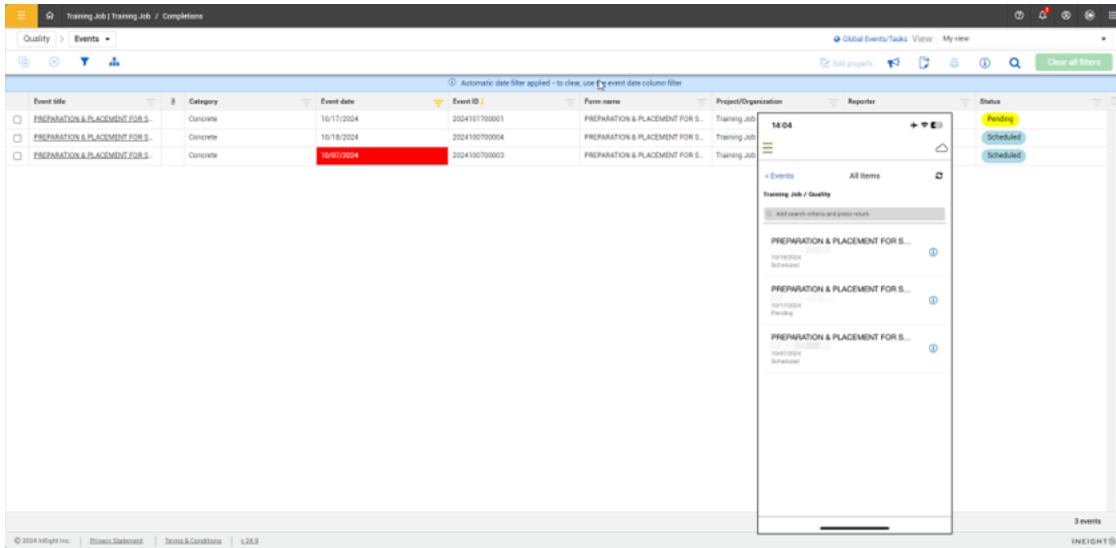 Training Job | Training Job / Completions
Quality > Events
Global Events/Tasks View: My view
Edit properti.. Clear all filters
Automatic date filter applied - to clear, use the event date column filter
Event title Category Event date Event ID Form name Project/Organization Reporter Status
PREPARATION & PLACEMENT FOR S... Concrete 10/17/2024 2024101700001 PREPARATION & PLACEMENT FOR S... Training Job Pending
PREPARATION & PLACEMENT FOR S... Concrete 10/18/2024 2024100700004 PREPARATION & PLACEMENT FOR S... Training Job Scheduled
PREPARATION & PLACEMENT FOR S... Concrete 10/07/2024 2024100700003 PREPARATION & PLACEMENT FOR S... Training Job Scheduled
14:04
< Events All Items
Training Job / Quality
Add search criteria and press return
PREPARATION & PLACEMENT FOR S...
10/18/2024
Scheduled
PREPARATION & PLACEMENT FOR S...
10/17/2024
Pending
PREPARATION & PLACEMENT FOR S...
10/07/2024
Scheduled
3 events
© 2024 InEight Inc. | Privacy Statement | Terms & Conditions | v.24.9
INEIGHT